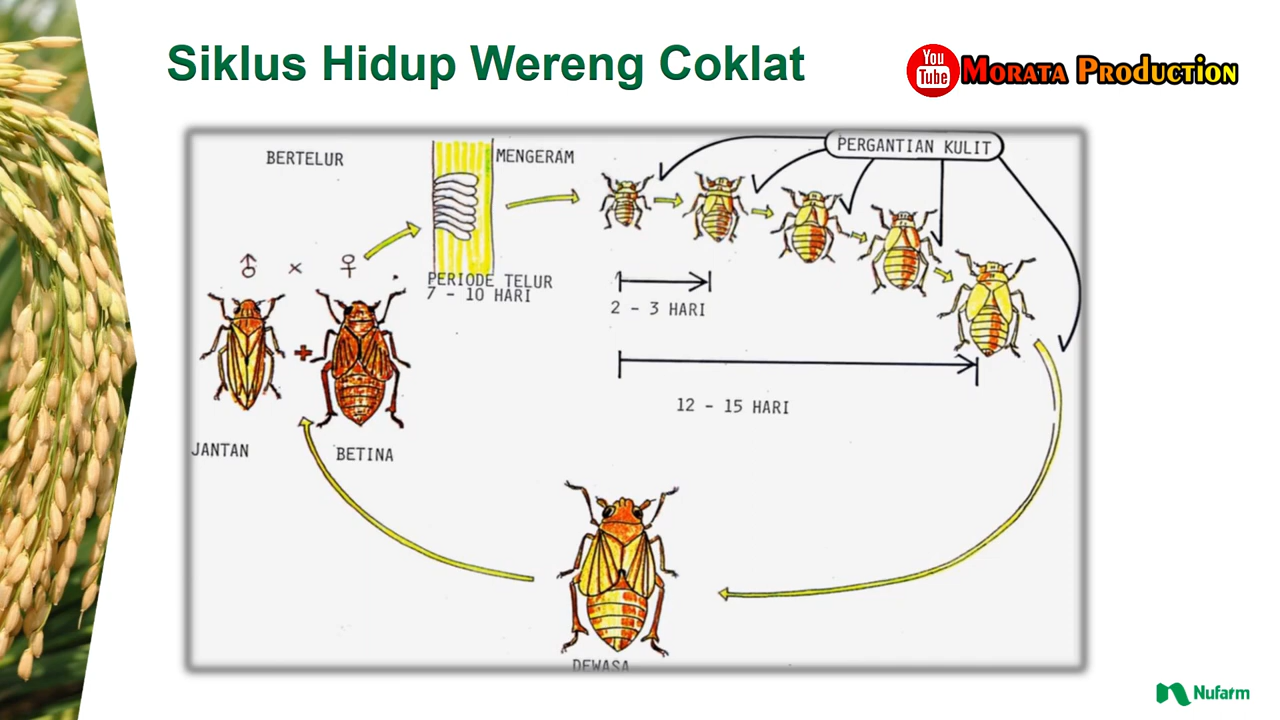 Siklus Hidup Wereng Coklat
You
Tube
MORATA PRODUCTION
BERTELUR
MENGERAM
PERGANTIAN KULIT
♂ x ♀
PERIODE TELUR
7 - 10 HARI
2 - 3 HARI
+
12 - 15 HARI
JANTAN
BETINA
DEWASA
Nufarm